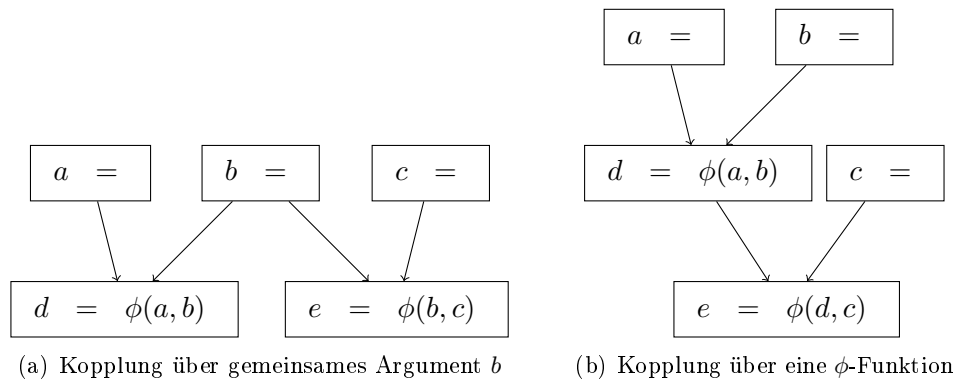 a =
b =
a =
b =
c =
d = ϕ(a, b)
c =
d = ϕ(a, b)
e = ϕ(b, c)
e = ϕ(d, c)
(a) Kopplung über gemeinsames Argument b
(b) Kopplung über eine ϕ-Funktion